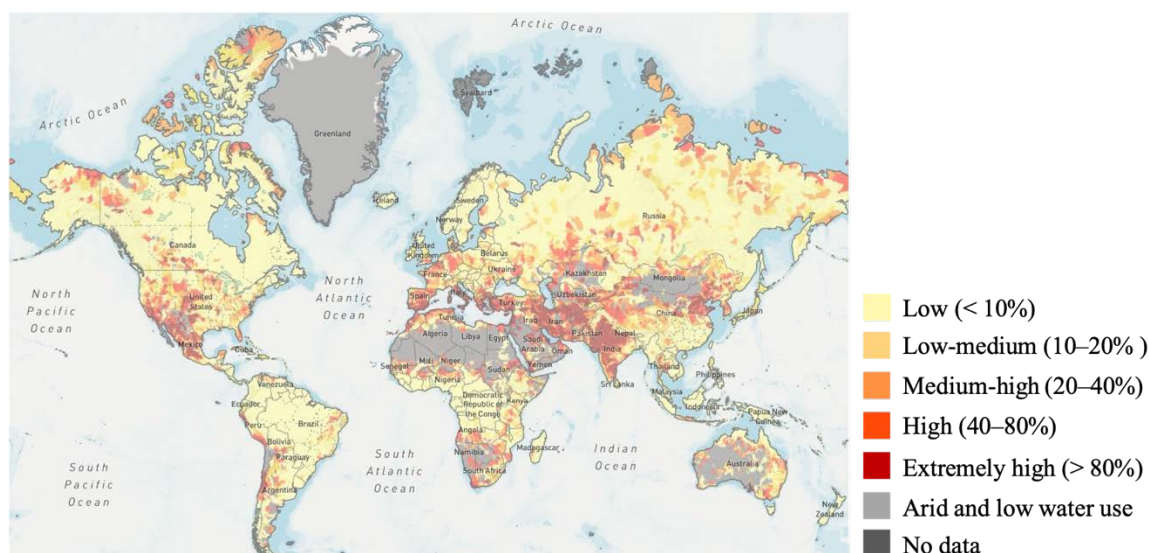 Arctic Ocean
Arctic Ocean
Svalbard
Greenland
Iceland
Sweden
Norway
Russia
Canada
United
Kingdom
Belarus
Ukraine
France
Kazakhstan
Mongolia
North
Pacific
Ocean
United
States
North
Atlantic
Ocean
Spain
Italy
Turkey
Uzbekistan
China
Japan
Tunisia
Iraq
Iran
Pakistan
Nepal
Algeria
Libya
Egypt
Saudi
Arabia
Oman
India
Mexico
Cuba
Senegal
Mali
Niger
Sudan
Yemen
Thailand
Philippines
Nigeria
Sri Lanka
Malaysia
Venezuela
Ecuador
Democratic
Republic of
the Congo
Kenya
Indonesia
Papua New
Guinea
Peru
Brazil
Angola
Bolivia
Paraguay
Namibia
Madagascar
Indian
Ocean
Australia
South
Pacific
Ocean
South
Atlantic
Ocean
South Africa
Argentina
New
Zealand
Low (< 10%)
Low-medium (10–20% )
Medium-high (20–40%)
High (40–80%)
Extremely high (> 80%)
Arid and low water use
No data